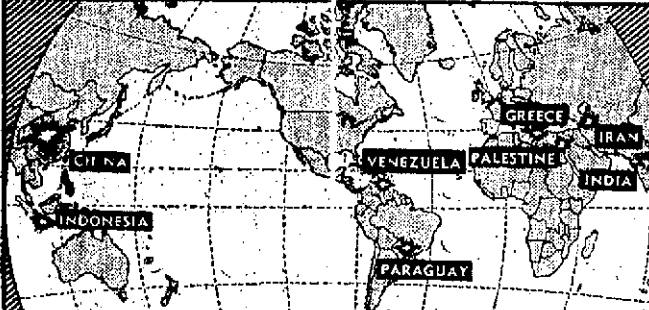 GREECE
IRAN
CHINA
VENEZUELA
PALESTINE
INDIA
INDONESIA
PARAGUAY